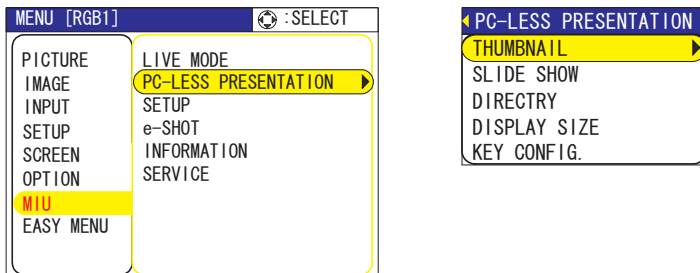 MENU [RGB1] :SELECT
PICTURE
IMAGE
INPUT
SETUP
SCREEN
OPTION
MIU
EASY MENU
LIVE MODE
PC-LESS PRESENTATION
SETUP
e-SHOT
INFORMATION
SERVICE
PC-LESS PRESENTATION
THUMBNAIL
SLIDE SHOW
DIRECTRY
DISPLAY SIZE
KEY CONFIG.